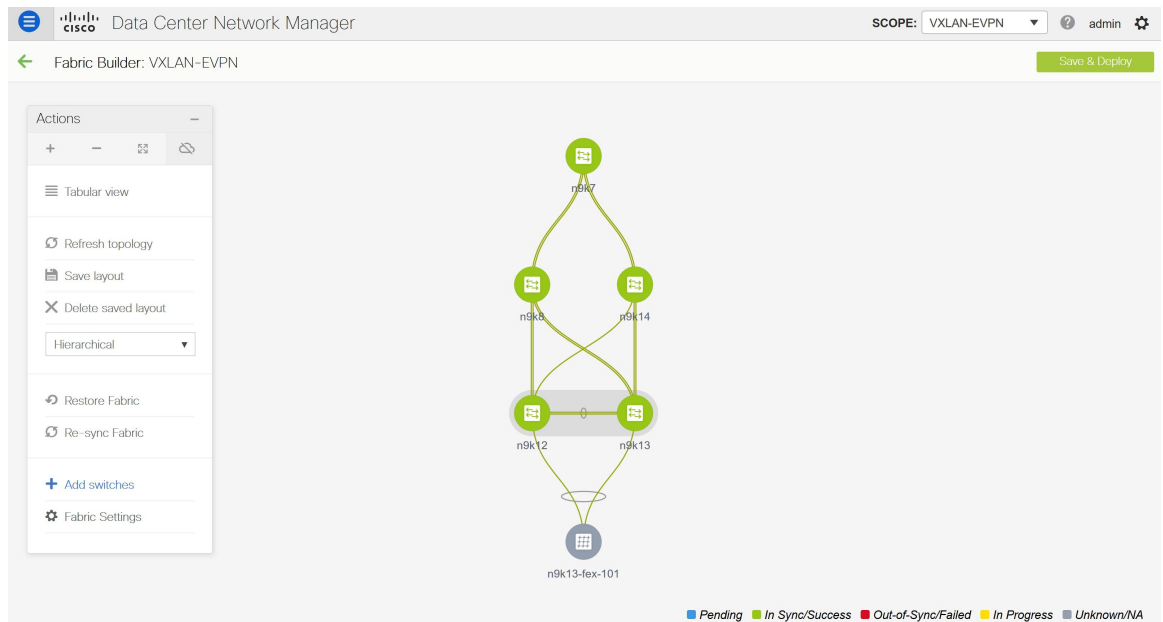 cisco Data Center Network Manager SCOPE: VXLAN-EVPN admin
Fabric Builder: VXLAN-EVPN Save & Deploy
Actions
Tabular view
Refresh topology
Save layout
Delete saved layout
Hierarchical
Restore Fabric
Re-sync Fabric
Add switches
Fabric Settings
n9k7
n9k8 n9k14
n9k12 n9k13
n9k13-fex-101
Pending In Sync/Success Out-of-Sync/Failed In Progress Unknown/NA